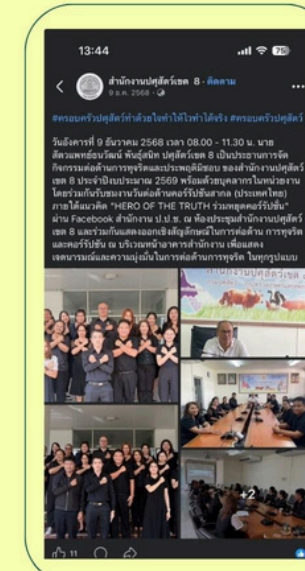 13:44
75
สำนักงานปศุสัตว์เขต 8 · ติดตาม
9 ธ.ค. 2568
#ครอบครัวปศุสัตว์ทำด้วยใจทำให้ไวทำได้จริง #ครอบครัวปศุสัตว์
วันอังคารที่ 9 ธันวาคม 2568 เวลา 08.00 - 11.30 น. นาย
สัตวแพทย์ธนวัฒน์ พันธุ์สนิท ปศุสัตว์เขต 8 เป็นประธานการจัด
กิจกรรมต่อต้านการทุจริตและประพฤติมิชอบ ของสำนักงานปศุสัตว์
เขต 8 ประจำปีงบประมาณ 2569 พร้อมด้วยบุคลากรในหน่วยงาน
โดยร่วมกันรับชมงานวันต่อต้านคอร์รัปชันสากล (ประเทศไทย)
ภายใต้แนวคิด "HERO OF THE TRUTH ร่วมหยุดคอร์รัปชัน"
ผ่าน Facebook สำนักงาน ป.ป.ช. ณ ห้องประชุมสำนักงานปศุสัตว์
เขต 8 และร่วมกันแสดงออกเชิงสัญลักษณ์ในการต่อต้าน การทุจริต
และคอร์รัปชัน ณ บริเวณหน้าอาคารสำนักงาน เพื่อแสดง
เจตนารมณ์และความมุ่งมั่นในการต่อต้านการทุจริต ในทุกรูปแบบ
+2
11